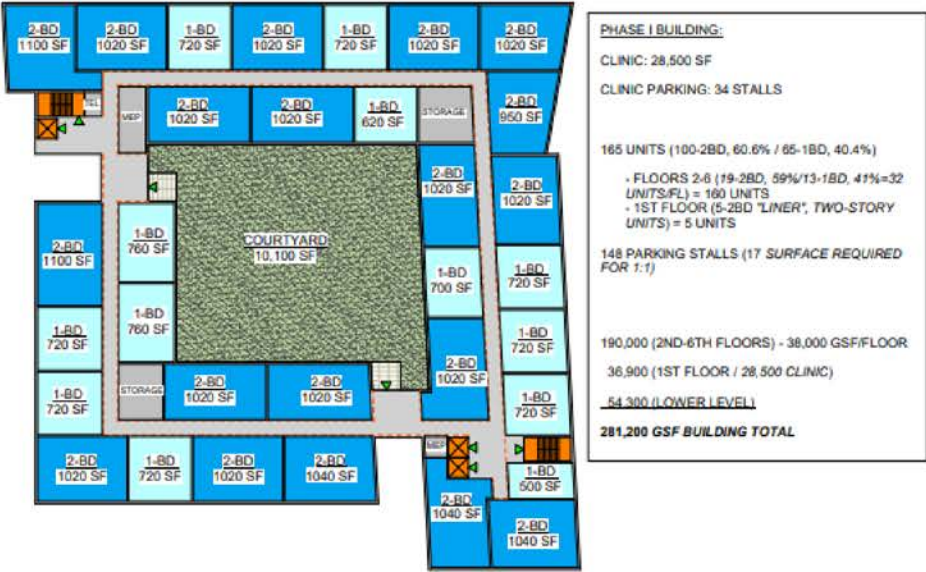 2-BD
1100 SF
2-BD
1020 SF
1-BD
720 SF
2-BD
1020 SF
1-BD
720 SF
2-BD
1020 SF
2-BD
1020 SF
TEL
MEP
2-BD
1020 SF
2-BD
1020 SF
1-BD
620 SF
STORAGE
2-BD
950 SF
2-BD
1020 SF
2-BD
1020 SF
2-BD
1100 SF
1-BD
760 SF
COURTYARD
10,100 SF
1-BD
700 SF
1-BD
720 SF
1-BD
760 SF
1-BD
720 SF
1-BD
720 SF
2-BD
1020 SF
1-BD
720 SF
STORAGE
2-BD
1020 SF
2-BD
1020 SF
1-BD
720 SF
2-BD
1020 SF
1-BD
720 SF
2-BD
1020 SF
2-BD
1040 SF
MEP
1-BD
500 SF
2-BD
1040 SF
2-BD
1040 SF
PHASE I BUILDING:
CLINIC: 28,500 SF
CLINIC PARKING: 34 STALLS
165 UNITS (100-2BD, 60.6% / 65-1BD, 40.4%)
- FLOORS 2-6 (19-2BD, 59%/13-1BD, 41%=32
UNITS/FL) = 160 UNITS
- 1ST FLOOR (5-2BD "LINER", TWO-STORY
UNITS) = 5 UNITS
148 PARKING STALLS (17 SURFACE REQUIRED
FOR 1:1)
190,000 (2ND-6TH FLOORS) - 38,000 GSF/FLOOR
36,900 (1ST FLOOR / 28,500 CLINIC)
54,300 (LOWER LEVEL)
281,200 GSF BUILDING TOTAL